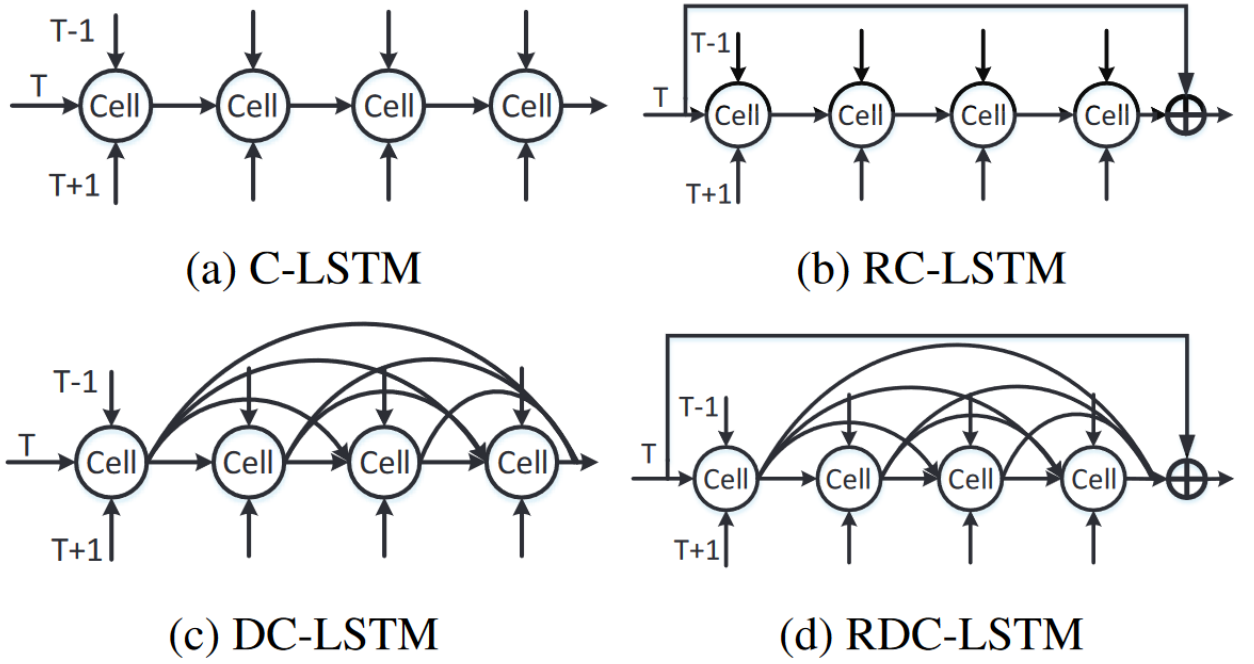 T-1
T
Cell Cell Cell Cell
T+1
(a) C-LSTM
T-1
T
Cell Cell Cell Cell
T+1
(b) RC-LSTM
T-1
T
Cell Cell Cell Cell
T+1
(c) DC-LSTM
T-1
T
Cell Cell Cell Cell
T+1
(d) RDC-LSTM